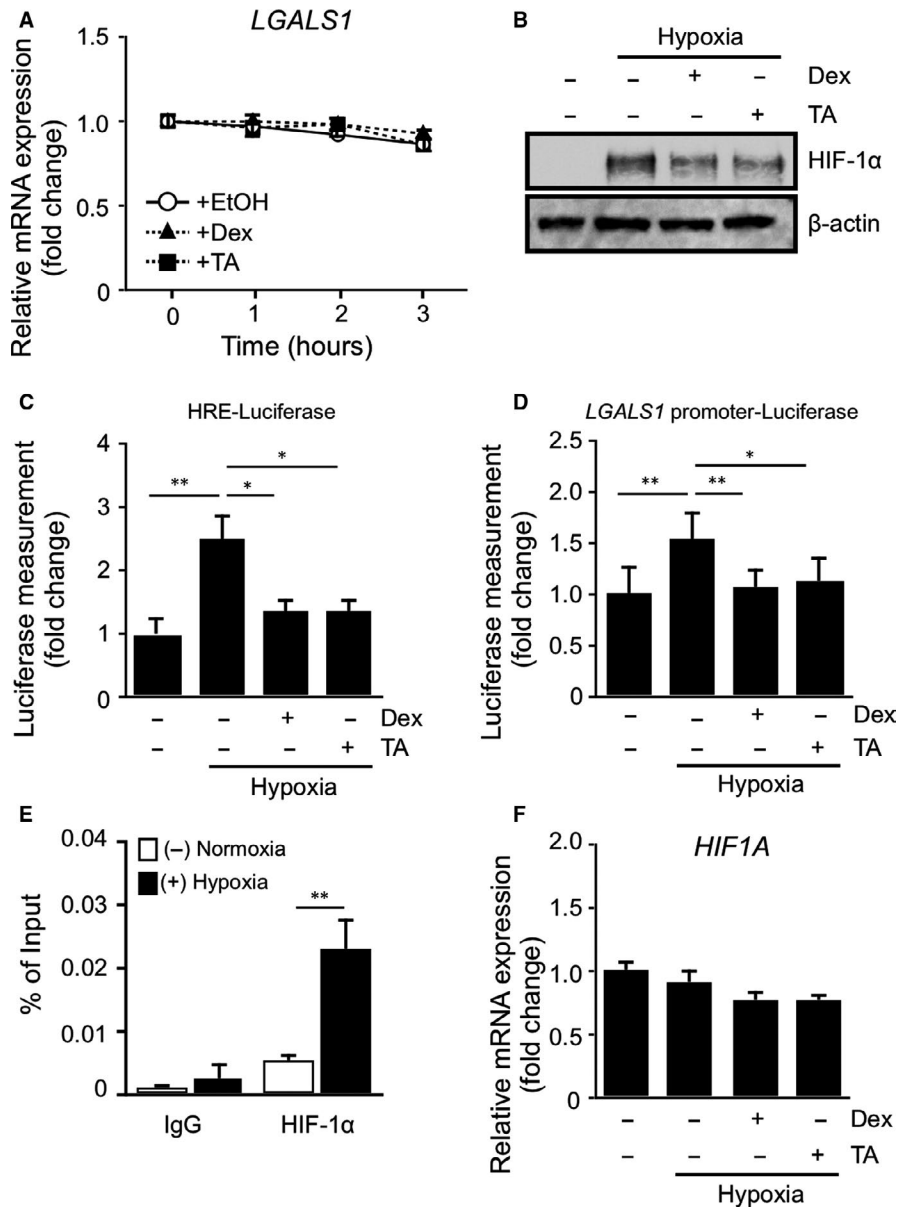 A
LGALS1
Relative mRNA expression
(fold change)
1.5
1.0
0.5
0
+EtOH
+Dex
+TA
0 1 2 3
Time (hours)
B
Hypoxia
– – + – Dex
– – – + TA
HIF-1α
β-actin
C
HRE-Luciferase
Luciferase measurement
(fold change)
4
3
2
1
0
** * *
– – + – Dex
– – – + TA
Hypoxia
D
LGALS1 promoter-Luciferase
Luciferase measurement
(fold change)
2.5
2.0
1.5
1.0
0.5
0
** ** *
– – + – Dex
– – – + TA
Hypoxia
E
% of Input
0.04
0.03
0.02
0.01
0
(–) Normoxia
(+) Hypoxia
**
IgG HIF-1α
F
HIF1A
Relative mRNA expression
(fold change)
2.0
1.5
1.0
0.5
0
– – + – Dex
– – – + TA
Hypoxia